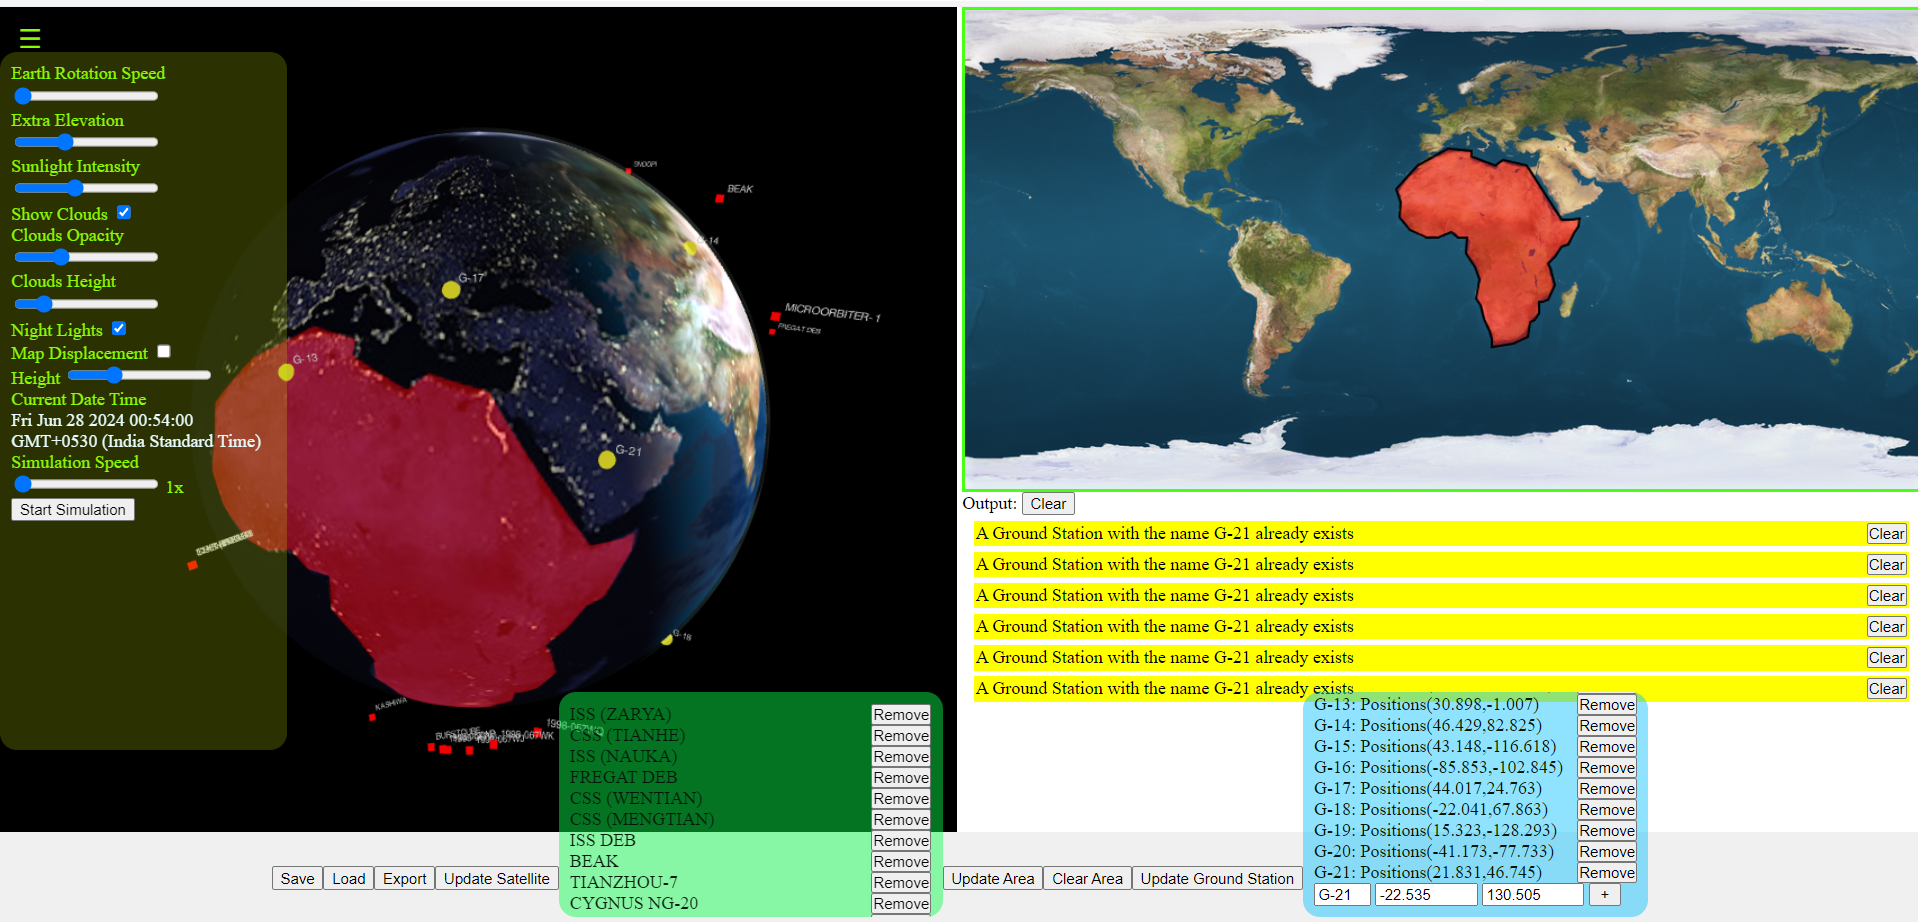 ☰
Earth Rotation Speed
Extra Elevation
Sunlight Intensity
Show Clouds
Clouds Opacity
Clouds Height
Night Lights
Map Displacement
Height
Current Date Time
Fri Jun 28 2024 00:54:00
GMT+0530 (India Standard Time)
Simulation Speed
1x
Start Simulation
SNOOPI
BEAK
G-14
G-17
MICROORBITER-1
FREGAT DEB
G-13
G-21
G-18
KASHIWA
1998-067WK
1998-067WQ
Output: Clear
A Ground Station with the name G-21 already exists Clear
A Ground Station with the name G-21 already exists Clear
A Ground Station with the name G-21 already exists Clear
A Ground Station with the name G-21 already exists Clear
A Ground Station with the name G-21 already exists Clear
A Ground Station with the name G-21 already exists Clear
Save Load Export Update Satellite
ISS (ZARYA) Remove
CSS (TIANHE) Remove
ISS (NAUKA) Remove
FREGAT DEB Remove
CSS (WENTIAN) Remove
CSS (MENGTIAN) Remove
ISS DEB Remove
BEAK Remove
TIANZHOU-7 Remove
CYGNUS NG-20 Remove
Update Area Clear Area Update Ground Station
G-13: Positions(30.898,-1.007) Remove
G-14: Positions(46.429,82.825) Remove
G-15: Positions(43.148,-116.618) Remove
G-16: Positions(-85.853,-102.845) Remove
G-17: Positions(44.017,24.763) Remove
G-18: Positions(-22.041,67.863) Remove
G-19: Positions(15.323,-128.293) Remove
G-20: Positions(-41.173,-77.733) Remove
G-21: Positions(21.831,46.745) Remove
G-21 -22.535 130.505 +